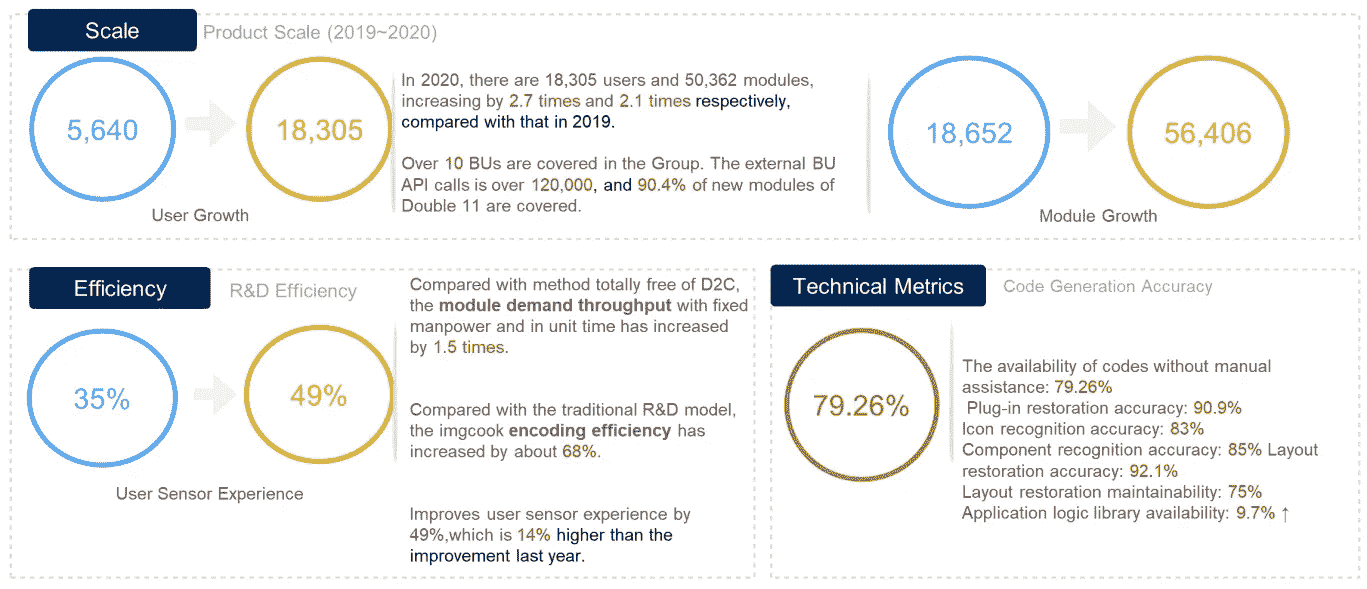 Scale
Product Scale (2019~2020)
5,640
18,305
User Growth
In 2020, there are 18,305 users and 50,362 modules,
increasing by 2.7 times and 2.1 times respectively,
compared with that in 2019.
Over 10 BUs are covered in the Group. The external BU
API calls is over 120,000, and 90.4% of new modules of
Double 11 are covered.
18,652
56,406
Module Growth
Efficiency
R&D Efficiency
35%
49%
User Sensor Experience
Compared with method totally free of D2C,
the module demand throughput with fixed
manpower and in unit time has increased
by 1.5 times.
Compared with the traditional R&D model,
the imgcook encoding efficiency has
increased by about 68%.
Improves user sensor experience by
49%,which is 14% higher than the
improvement last year.
Technical Metrics
Code Generation Accuracy
79.26%
The availability of codes without manual
assistance: 79.26%
Plug-in restoration accuracy: 90.9%
Icon recognition accuracy: 83%
Component recognition accuracy: 85% Layout
restoration accuracy: 92.1%
Layout restoration maintainability: 75%
Application logic library availability: 9.7% ↑